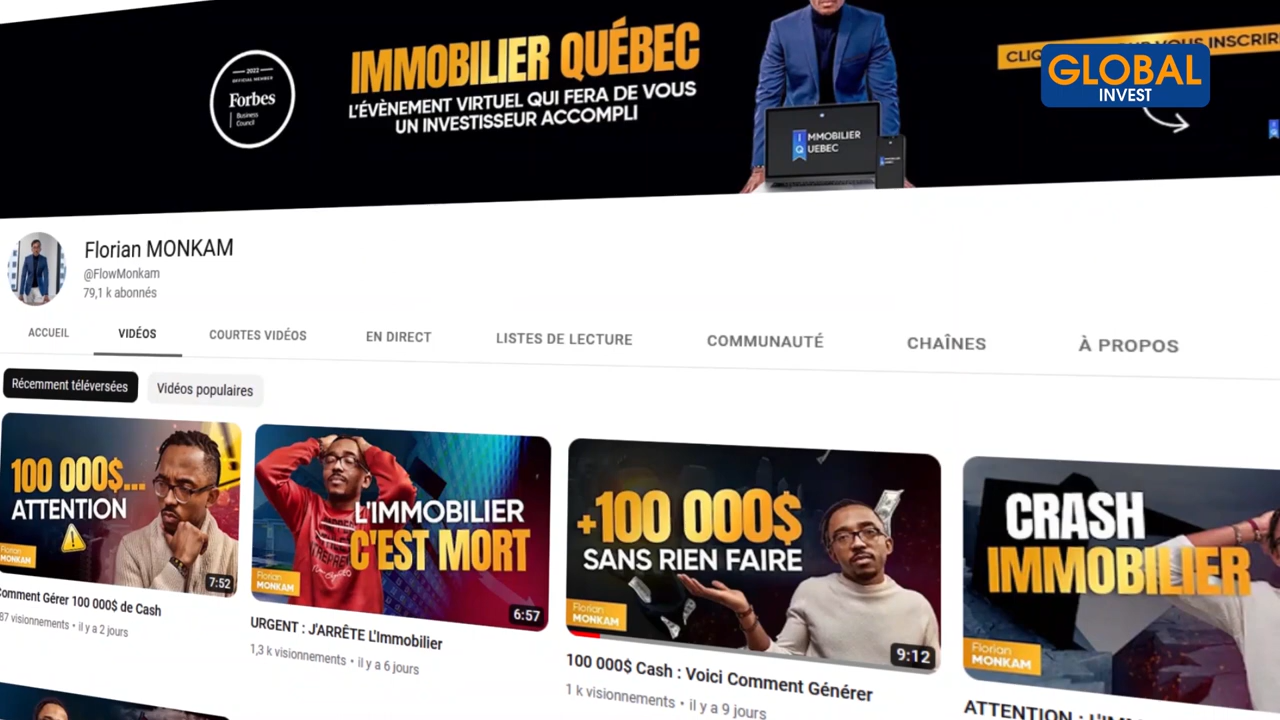 2022
OFFICIAL MEMBER
Forbes
Business
Council
IMMOBILIER QUÉBEC
L'ÉVÈNEMENT VIRTUEL QUI FERA DE VOUS
UN INVESTISSEUR ACCOMPLI
IMMOBILIER
QUEBEC
VOUS INSCRIR
GLOBAL
INVEST
Florian MONKAM
@FlowMonkam
79,1 k abonnés
ACCUEIL
VIDÉOS
COURTES VIDÉOS
EN DIRECT
LISTES DE LECTURE
COMMUNAUTÉ
CHAÎNES
À PROPOS
Récemment téléversées
Vidéos populaires
100 000$...
ATTENTION
Florian
MONKAM
7:52
L'IMMOBILIER
C'EST MORT
Florian
MONKAM
6:57
+100 000$
SANS RIEN FAIRE
Florian
MONKAM
9:12
CRASH
IMMOBILIER
Florian
MONKAM
omment Gérer 100 000$ de Cash
87 visionnements • il y a 2 jours
URGENT : J'ARRÊTE L'Immobilier
1,3 k visionnements • il y a 6 jours
100 000$ Cash : Voici Comment Générer
1 k visionnements • il y a 9 jours
ATTENTION : L'IM